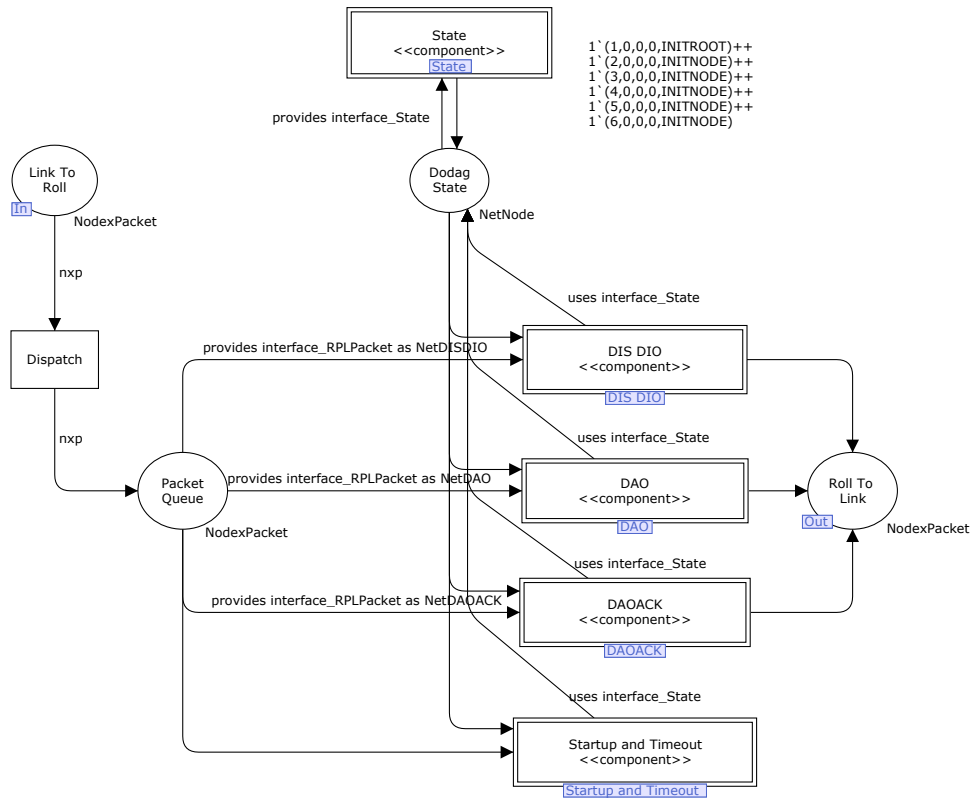 State
<<component>>
State
1`(1,0,0,0,INITROOT)++
1`(2,0,0,0,INITNODE)++
1`(3,0,0,0,INITNODE)++
1`(4,0,0,0,INITNODE)++
1`(5,0,0,0,INITNODE)++
1`(6,0,0,0,INITNODE)
provides interface_State
Link To
Roll
In
NodexPacket
Dodag
State
NetNode
nxp
uses interface_State
Dispatch
provides interface_RPLPacket as NetDISDIO
DIS DIO
<<component>>
DIS DIO
nxp
uses interface_State
Packet
Queue
NodexPacket
provides interface_RPLPacket as NetDAO
DAO
<<component>>
DAO
Roll To
Link
Out
NodexPacket
uses interface_State
provides interface_RPLPacket as NetDAOACK
DAOACK
<<component>>
DAOACK
uses interface_State
Startup and Timeout
<<component>>
Startup and Timeout